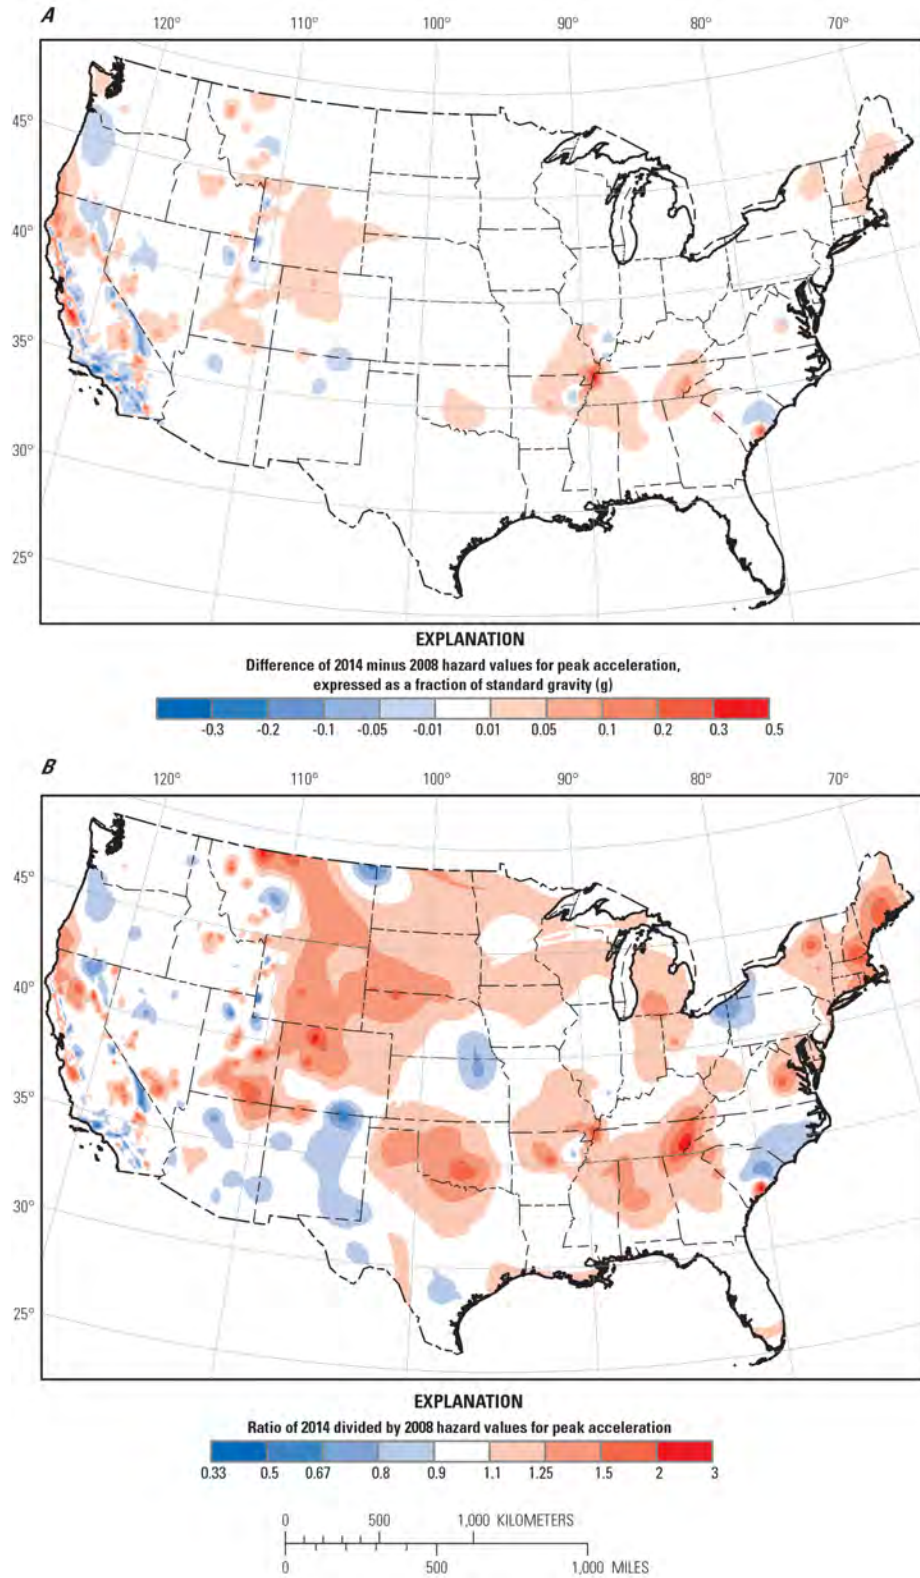 A
120° 110° 100° 90° 80° 70°
45°
40°
35°
30°
25°
EXPLANATION
Difference of 2014 minus 2008 hazard values for peak acceleration,
expressed as a fraction of standard gravity (g)
-0.3 -0.2 -0.1 -0.05 -0.01 0.01 0.05 0.1 0.2 0.3 0.5
B
120° 110° 100° 90° 80° 70°
45°
40°
35°
30°
25°
EXPLANATION
Ratio of 2014 divided by 2008 hazard values for peak acceleration
0.33 0.5 0.67 0.8 0.9 1.1 1.25 1.5 2 3
0 500 1,000 KILOMETERS
0 500 1,000 MILES